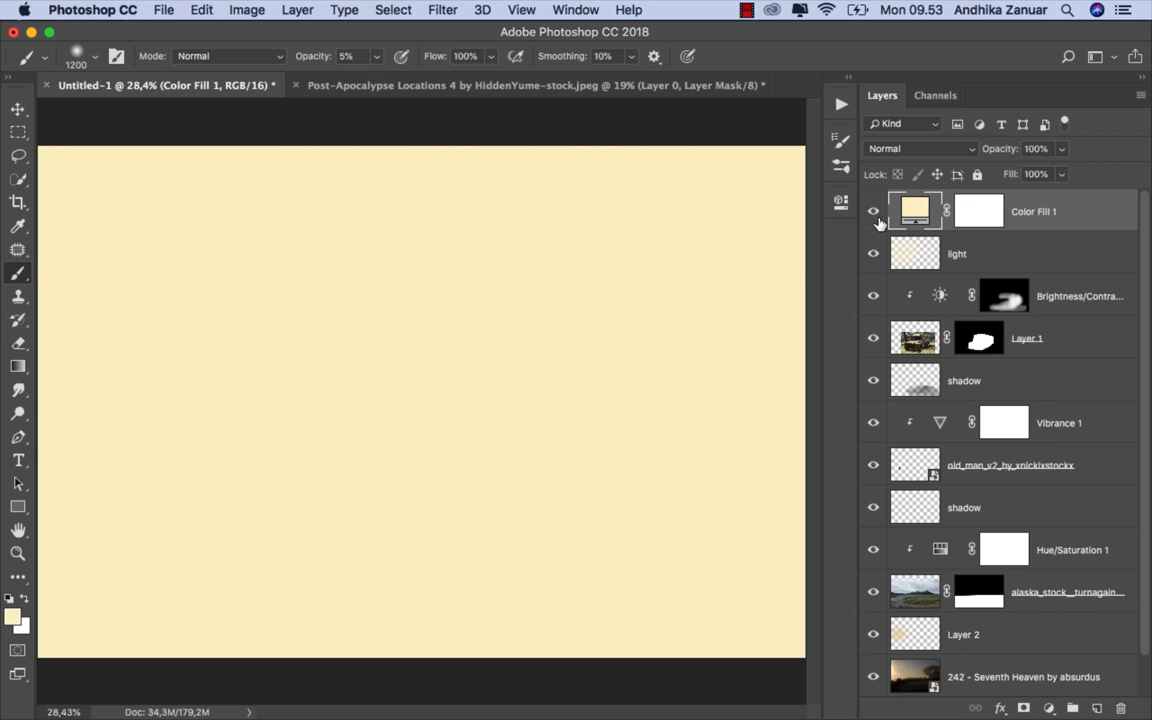 Photoshop CC File Edit Image Layer Type Select Filter 3D View Window Help Mon 09.53 Andhika Zanuar
Adobe Photoshop CC 2018
1200 Mode: Normal Opacity: 5% Flow: 100% Smoothing: 10%
Untitled-1 @ 28,4% (Color Fill 1, RGB/16) * Post-Apocalypse Locations 4 by HiddenYume-stock.jpeg @ 19% (Layer 0, Layer Mask/8) *
Layers Channels
Kind
Normal Opacity: 100%
Lock: Fill: 100%
Color Fill 1
light
Brightness/Contra...
Layer 1
shadow
Vibrance 1
old_man_v2_by_xnickixstockx
shadow
Hue/Saturation 1
alaska_stock__turnagain...
Layer 2
242 - Seventh Heaven by absurdus
28,43% Doc: 34,3M/179,2M